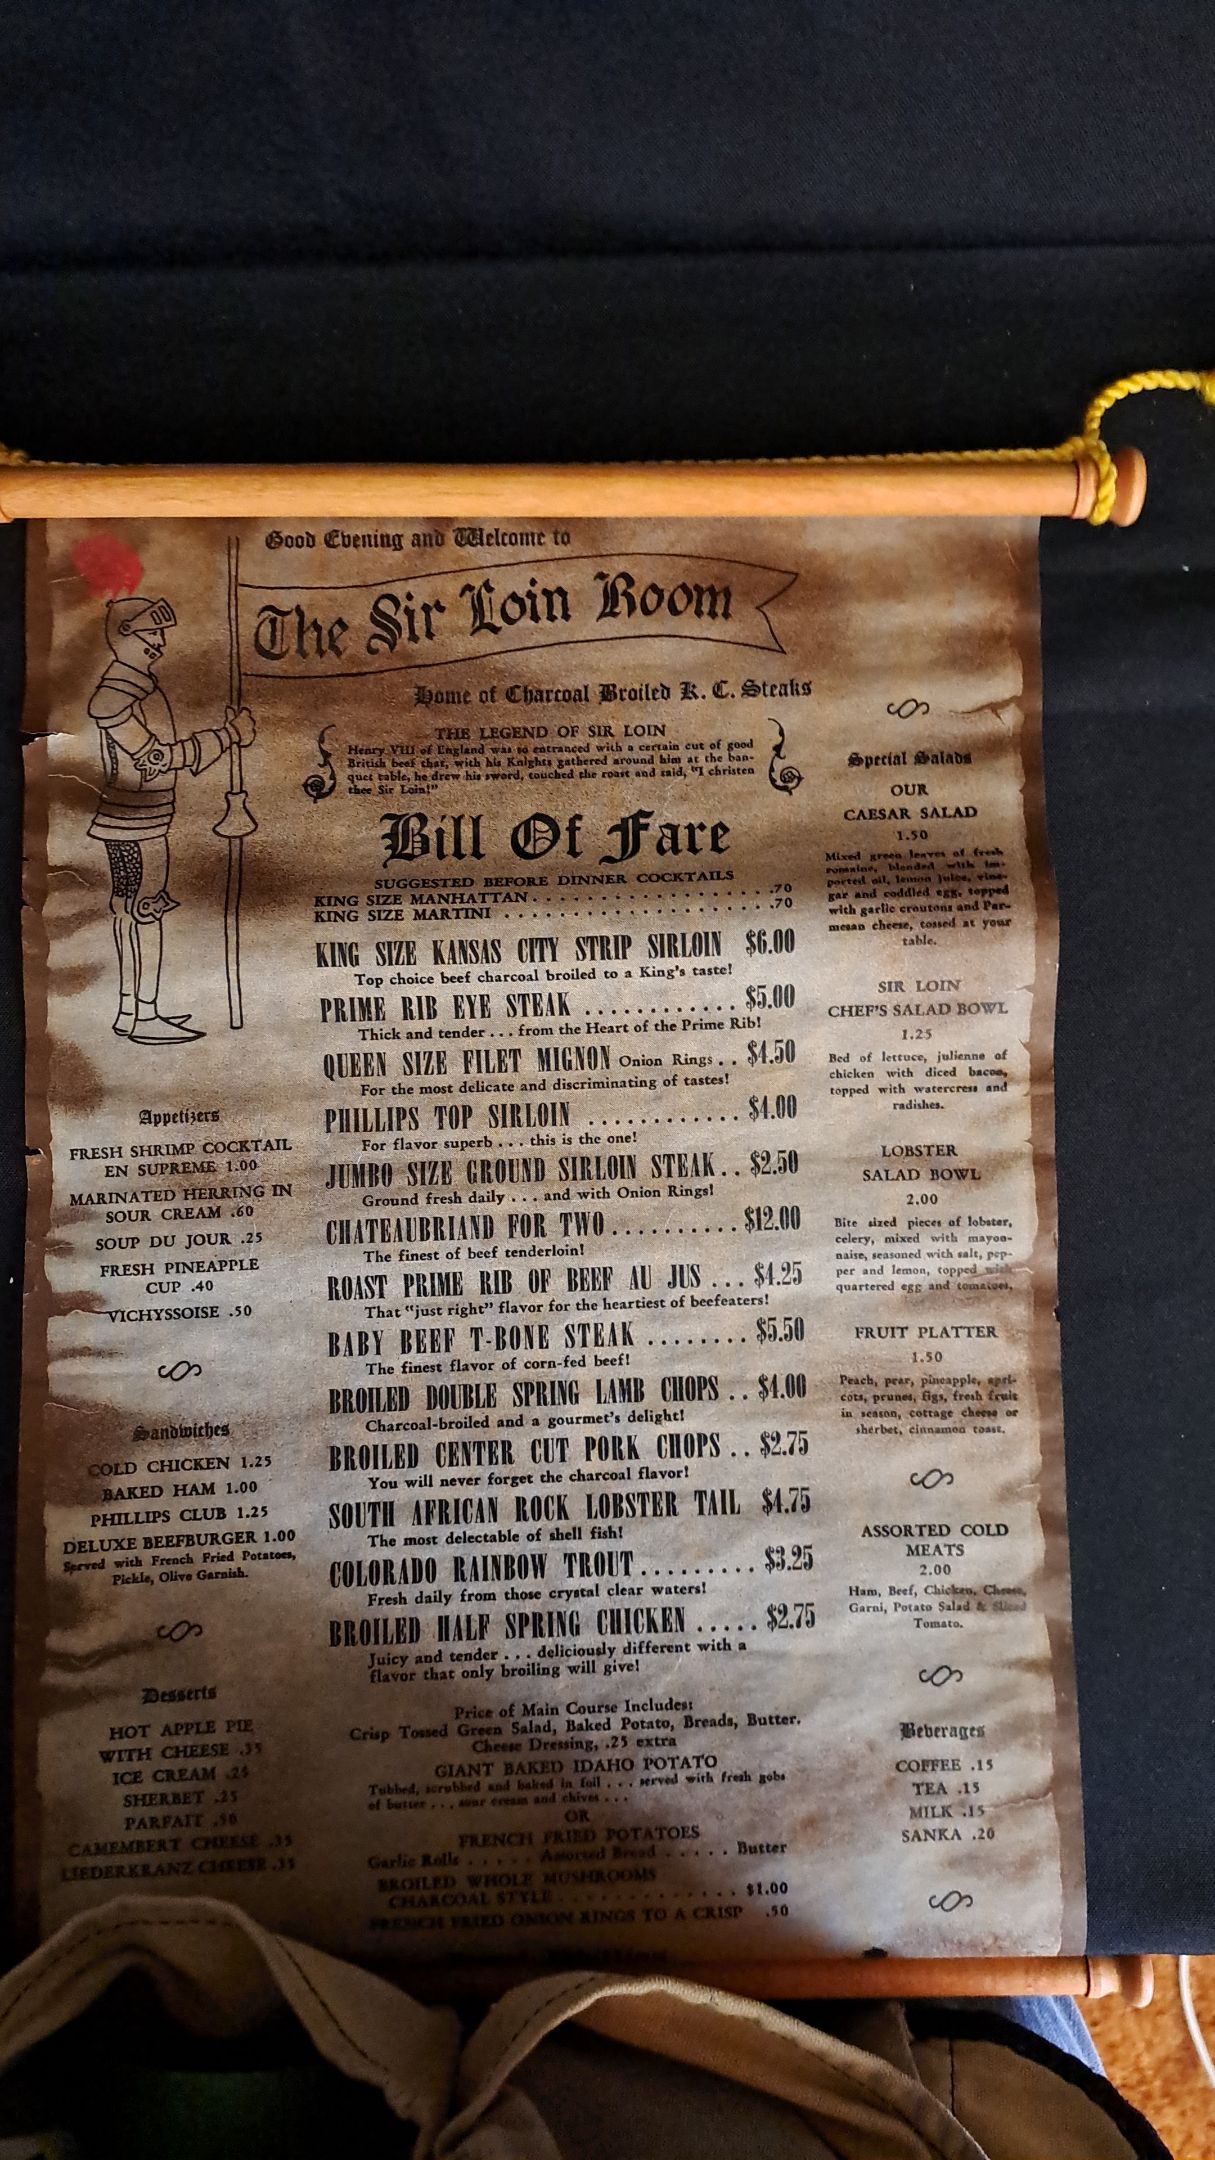 Good Evening and Welcome to
The Sir Loin Room
Home of Charcoal Broiled K. C. Steaks
THE LEGEND OF SIR LOIN
Henry VIII of England was so entranced with a certain cut of good
British beef that, with his Knights gathered around him at the ban-
quet table, he drew his sword, touched the roast and said, "I christen
thee Sir Loin!"
Bill Of Fare
SUGGESTED BEFORE DINNER COCKTAILS
KING SIZE MANHATTAN . . . . . . . . . . . . . . . . . . . .70
KING SIZE MARTINI . . . . . . . . . . . . . . . . . . . . . .70
KING SIZE KANSAS CITY STRIP SIRLOIN $6.00
Top choice beef charcoal broiled to a King's taste!
PRIME RIB EYE STEAK . . . . . . . . . . . . $5.00
Thick and tender . . . from the Heart of the Prime Rib!
QUEEN SIZE FILET MIGNON Onion Rings . . $4.50
For the most delicate and discriminating of tastes!
PHILLIPS TOP SIRLOIN . . . . . . . . . . . . $4.00
For flavor superb . . . this is the one!
JUMBO SIZE GROUND SIRLOIN STEAK . . $2.50
Ground fresh daily . . . and with Onion Rings!
CHATEAUBRIAND FOR TWO . . . . . . . . . . $12.00
The finest of beef tenderloin!
ROAST PRIME RIB OF BEEF AU JUS . . . $4.25
That "just right" flavor for the heartiest of beefeaters!
BABY BEEF T-BONE STEAK . . . . . . . . $5.50
The finest flavor of corn-fed beef!
BROILED DOUBLE SPRING LAMB CHOPS . . $4.00
Charcoal-broiled and a gourmet's delight!
BROILED CENTER CUT PORK CHOPS . . $2.75
You will never forget the charcoal flavor!
SOUTH AFRICAN ROCK LOBSTER TAIL $4.75
The most delectable of shell fish!
COLORADO RAINBOW TROUT . . . . . . . . . $3.25
Fresh daily from those crystal clear waters!
BROILED HALF SPRING CHICKEN . . . . . $2.75
Juicy and tender . . . deliciously different with a
flavor that only broiling will give!
Price of Main Course Includes:
Crisp Tossed Green Salad, Baked Potato, Breads, Butter.
Cheese Dressing, .25 extra
GIANT BAKED IDAHO POTATO
Tubbed, scrubbed and baked in foil . . . served with fresh gobs
of butter . . . sour cream and chives . . .
OR
FRENCH FRIED POTATOES
Garlic Rolls . . . . . Assorted Bread . . . . . Butter
BROILED WHOLE MUSHROOMS
CHARCOAL STYLE . . . . . . . . . . . . . $1.00
FRENCH FRIED ONION RINGS TO A CRISP .50
Appetizers
FRESH SHRIMP COCKTAIL
EN SUPREME 1.00
MARINATED HERRING IN
SOUR CREAM .60
SOUP DU JOUR .25
FRESH PINEAPPLE
CUP .40
VICHYSSOISE .50
Sandwiches
COLD CHICKEN 1.25
BAKED HAM 1.00
PHILLIPS CLUB 1.25
DELUXE BEEFBURGER 1.00
Served with French Fried Potatoes,
Pickle, Olive Garnish.
Desserts
HOT APPLE PIE
WITH CHEESE .35
ICE CREAM .25
SHERBET .25
PARFAIT .50
CAMEMBERT CHEESE .35
LIEDERKRANZ CHEESE .35
Special Salads
OUR
CAESAR SALAD
1.50
Mixed green leaves of fresh
romaine, blended with im-
ported oil, lemon juice, vine-
gar and coddled egg, topped
with garlic croutons and Par-
mesan cheese, tossed at your
table.
SIR LOIN
CHEF'S SALAD BOWL
1.25
Bed of lettuce, julienne of
chicken with diced bacon,
topped with watercress and
radishes.
LOBSTER
SALAD BOWL
2.00
Bite sized pieces of lobster,
celery, mixed with mayon-
naise, seasoned with salt, pep-
per and lemon, topped with
quartered egg and tomatoes.
FRUIT PLATTER
1.50
Peach, pear, pineapple, apri-
cots, prunes, figs, fresh fruit
in season, cottage cheese or
sherbet, cinnamon toast.
ASSORTED COLD
MEATS
2.00
Ham, Beef, Chicken, Cheese,
Garni, Potato Salad & Sliced
Tomato.
Beverages
COFFEE .15
TEA .15
MILK .15
SANKA .20